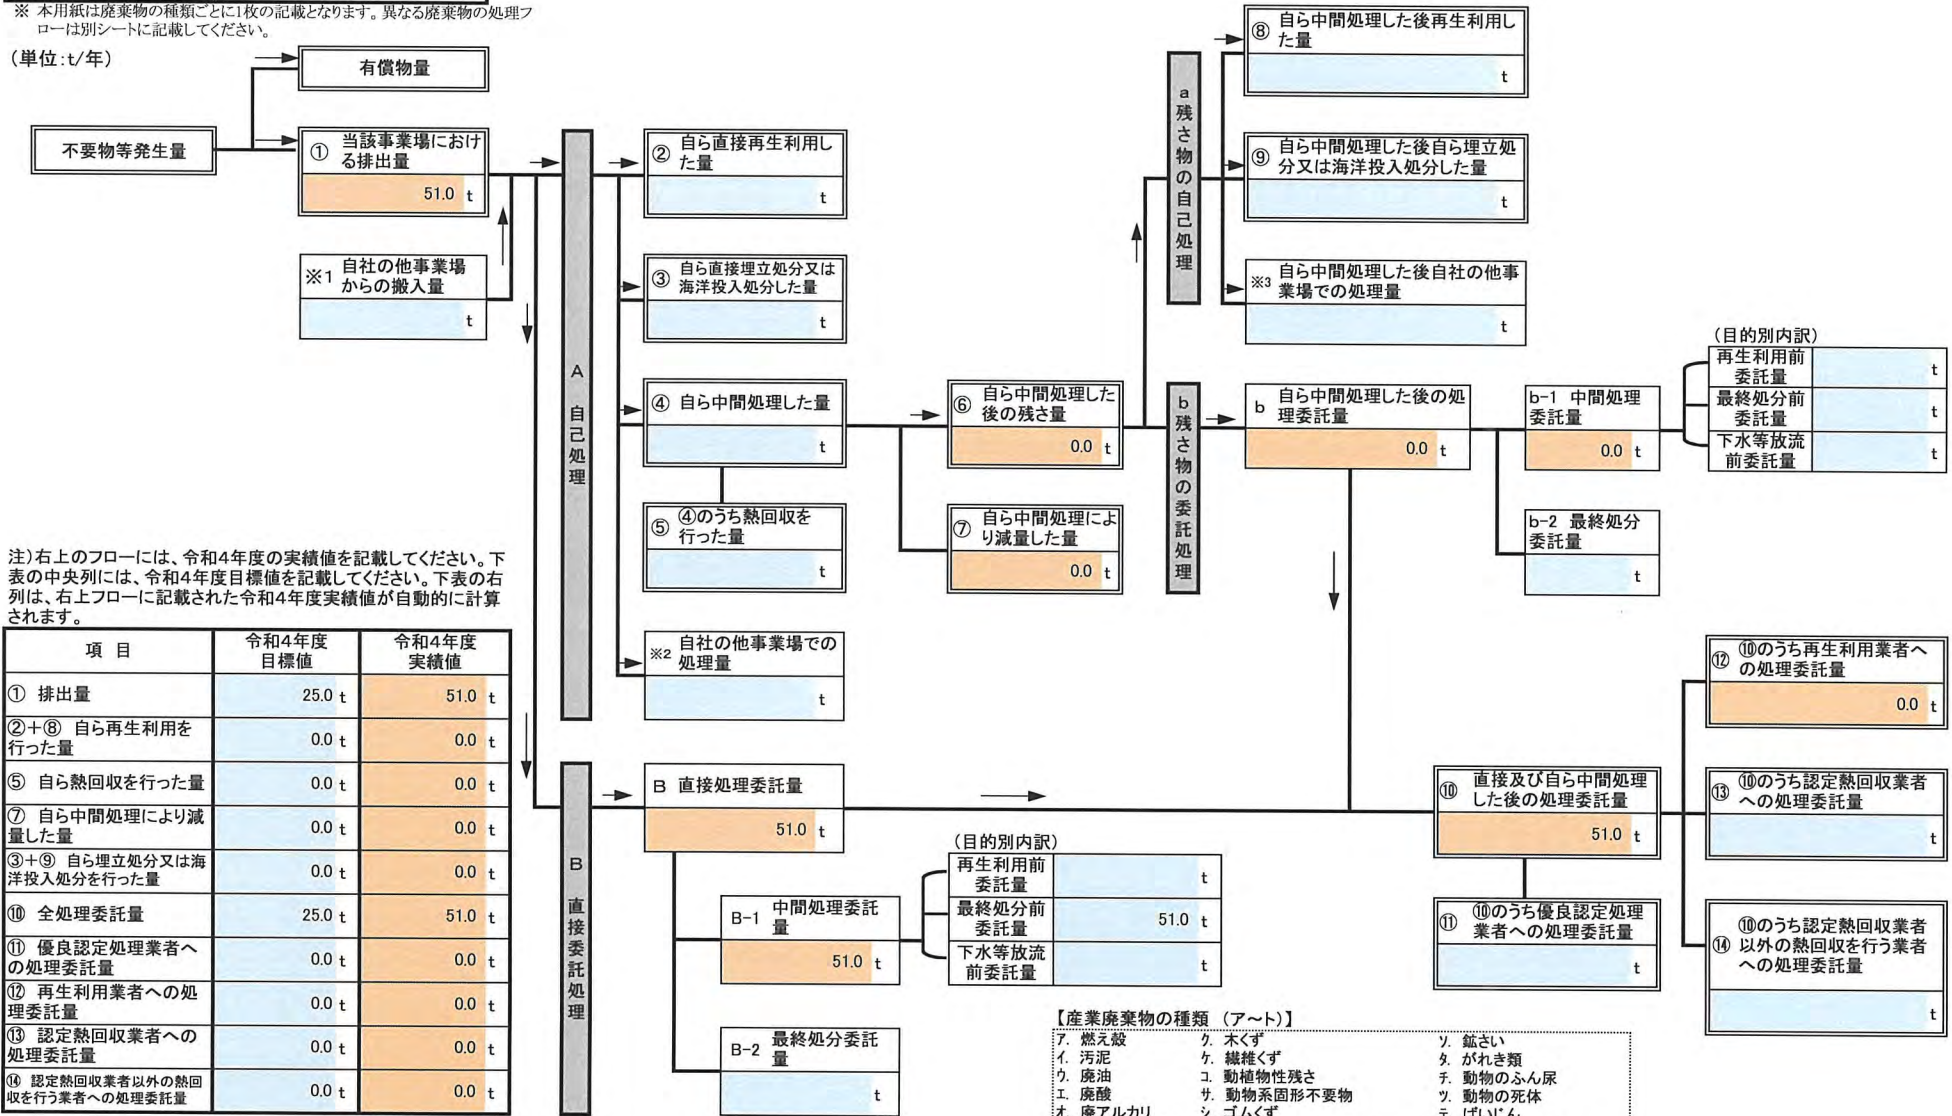 ※ 本用紙は廃棄物の種類ごとに1枚の記載となります。異なる廃棄物の処理フ
ローは別シートに記載してください。
(単位:t/年)
有償物量
不要物等発生量
① 当該事業場におけ
る排出量
51.0 t
※1 自社の他事業場
からの搬入量
t
A 自己処理
② 自ら直接再生利用し
た量
t
③ 自ら直接埋立処分又は
海洋投入処分した量
t
④ 自ら中間処理した量
t
⑤ ④のうち熱回収を
行った量
t
※2 自社の他事業場での
処理量
t
⑥ 自ら中間処理した
後の残さ量
0.0 t
⑦ 自ら中間処理によ
り減量した量
0.0 t
a残さ物の自己処理
⑧ 自ら中間処理した後再生利用し
た量
t
⑨ 自ら中間処理した後自ら埋立処
分又は海洋投入処分した量
t
※3 自ら中間処理した後自社の他事
業場での処理量
t
b残さ物の委託処理
b 自ら中間処理した後の処
理委託量
0.0 t
b-1 中間処理
委託量
0.0 t
(目的別内訳)
再生利用前
委託量
t
最終処分前
委託量
t
下水等放流
前委託量
t
b-2 最終処分
委託量
t
注)右上のフローには、令和4年度の実績値を記載してください。下
表の中央列には、令和4年度目標値を記載してください。下表の右
列は、右上フローに記載された令和4年度実績値が自動的に計算
されます。
項 目
令和4年度
目標値
令和4年度
実績値
① 排出量
25.0 t
51.0 t
②+⑧ 自ら再生利用を
行った量
0.0 t
0.0 t
⑤ 自ら熱回収を行った量
0.0 t
0.0 t
⑦ 自ら中間処理により減
量した量
0.0 t
0.0 t
③+⑨ 自ら埋立処分又は海
洋投入処分を行った量
0.0 t
0.0 t
⑩ 全処理委託量
25.0 t
51.0 t
⑪ 優良認定処理業者へ
の処理委託量
0.0 t
0.0 t
⑫ 再生利用業者への処
理委託量
0.0 t
0.0 t
⑬ 認定熱回収業者への
処理委託量
0.0 t
0.0 t
⑭ 認定熱回収業者以外の熱回
収を行う業者への処理委託量
0.0 t
0.0 t
B 直接委託処理
B 直接処理委託量
51.0 t
B-1 中間処理委託
量
51.0 t
(目的別内訳)
再生利用前
委託量
t
最終処分前
委託量
51.0 t
下水等放流
前委託量
t
B-2 最終処分委託
量
t
⑩ 直接及び自ら中間処理
した後の処理委託量
51.0 t
⑪ ⑩のうち優良認定処理
業者への処理委託量
t
⑫ ⑩のうち再生利用業者へ
の処理委託量
0.0 t
⑬ ⑩のうち認定熱回収業者
への処理委託量
t
⑭ ⑩のうち認定熱回収業者
以外の熱回収を行う業者
への処理委託量
t
【産業廃棄物の種類 (ア~ト)】
ア. 燃え殻 ク. 木くず ソ. 鉱さい
イ. 汚泥 ケ. 繊維くず タ. がれき類
ウ. 廃油 コ. 動植物性残さ チ. 動物のふん尿
エ. 廃酸 サ. 動物系固形不要物 ツ. 動物の死体
オ. 廃アルカリ シ. ゴムくず テ. ばいじん